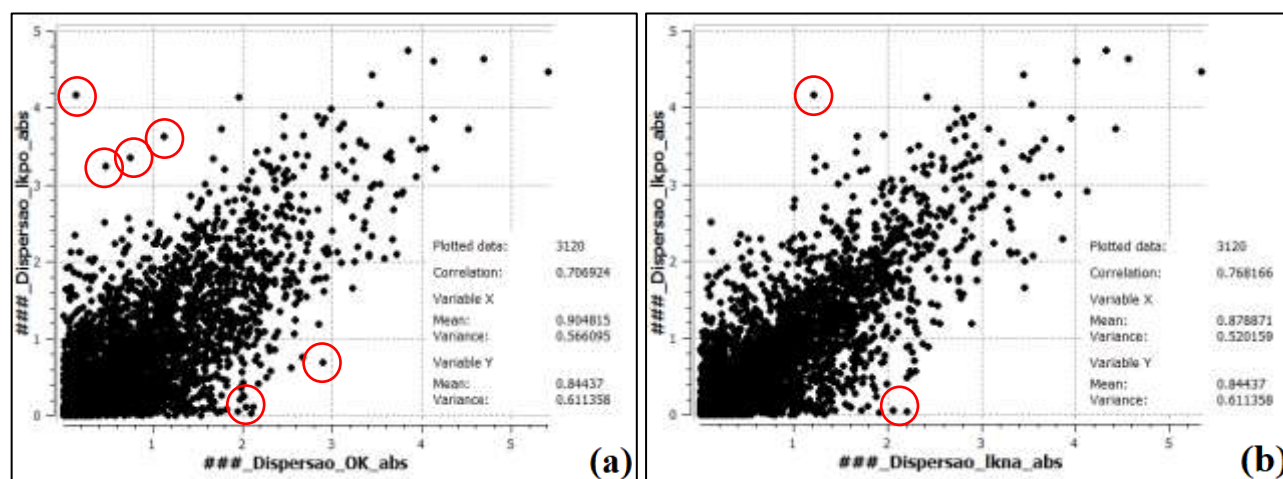 5
4
3
2
1
0
###_Dispersao_lkpo_abs
Plotted data: 3120
Correlation: 0.706924
Variable X
Mean: 0.904815
Variance: 0.566095
Variable Y
Mean: 0.84437
Variance: 0.611358
1 2 3 4 5
###_Dispersao_OK_abs
(a)
5
4
3
2
1
0
###_Dispersao_lkpo_abs
Plotted data: 3120
Correlation: 0.768166
Variable X
Mean: 0.878871
Variance: 0.520159
Variable Y
Mean: 0.84437
Variance: 0.611358
1 2 3 4 5
###_Dispersao_lkna_abs
(b)